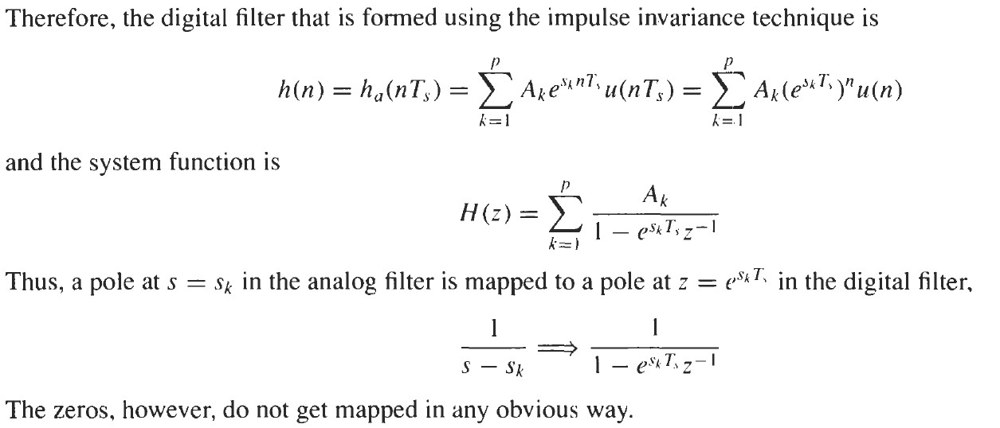 Therefore, the digital filter that is formed using the impulse invariance technique is
h(n) = h_a(nT_s) = \sum_{k=1}^{p} A_k e^{s_k nT_s} u(nT_s) = \sum_{k=1}^{p} A_k (e^{s_k T_s})^n u(n)
and the system function is
H(z) = \sum_{k=1}^{p} \frac{A_k}{1 - e^{s_k T_s} z^{-1}}
Thus, a pole at s = s_k in the analog filter is mapped to a pole at z = e^{s_k T_s} in the digital filter,
\frac{1}{s - s_k} \Longrightarrow \frac{1}{1 - e^{s_k T_s} z^{-1}}
The zeros, however, do not get mapped in any obvious way.